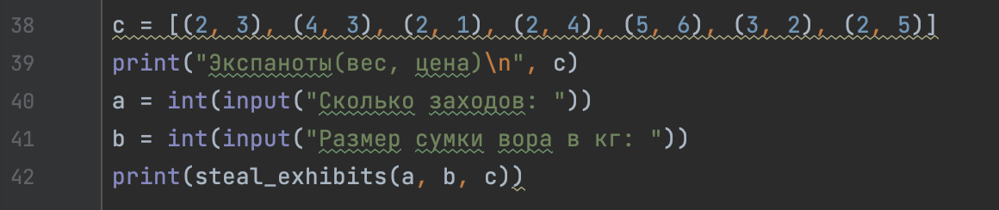 38 c = [(2, 3), (4, 3), (2, 1), (2, 4), (5, 6), (3, 2), (2, 5)]
39 print("Экспаноты(вес, цена)\n", c)
40 a = int(input("Сколько заходов: "))
41 b = int(input("Размер сумки вора в кг: "))
42 print(steal_exhibits(a, b, c))